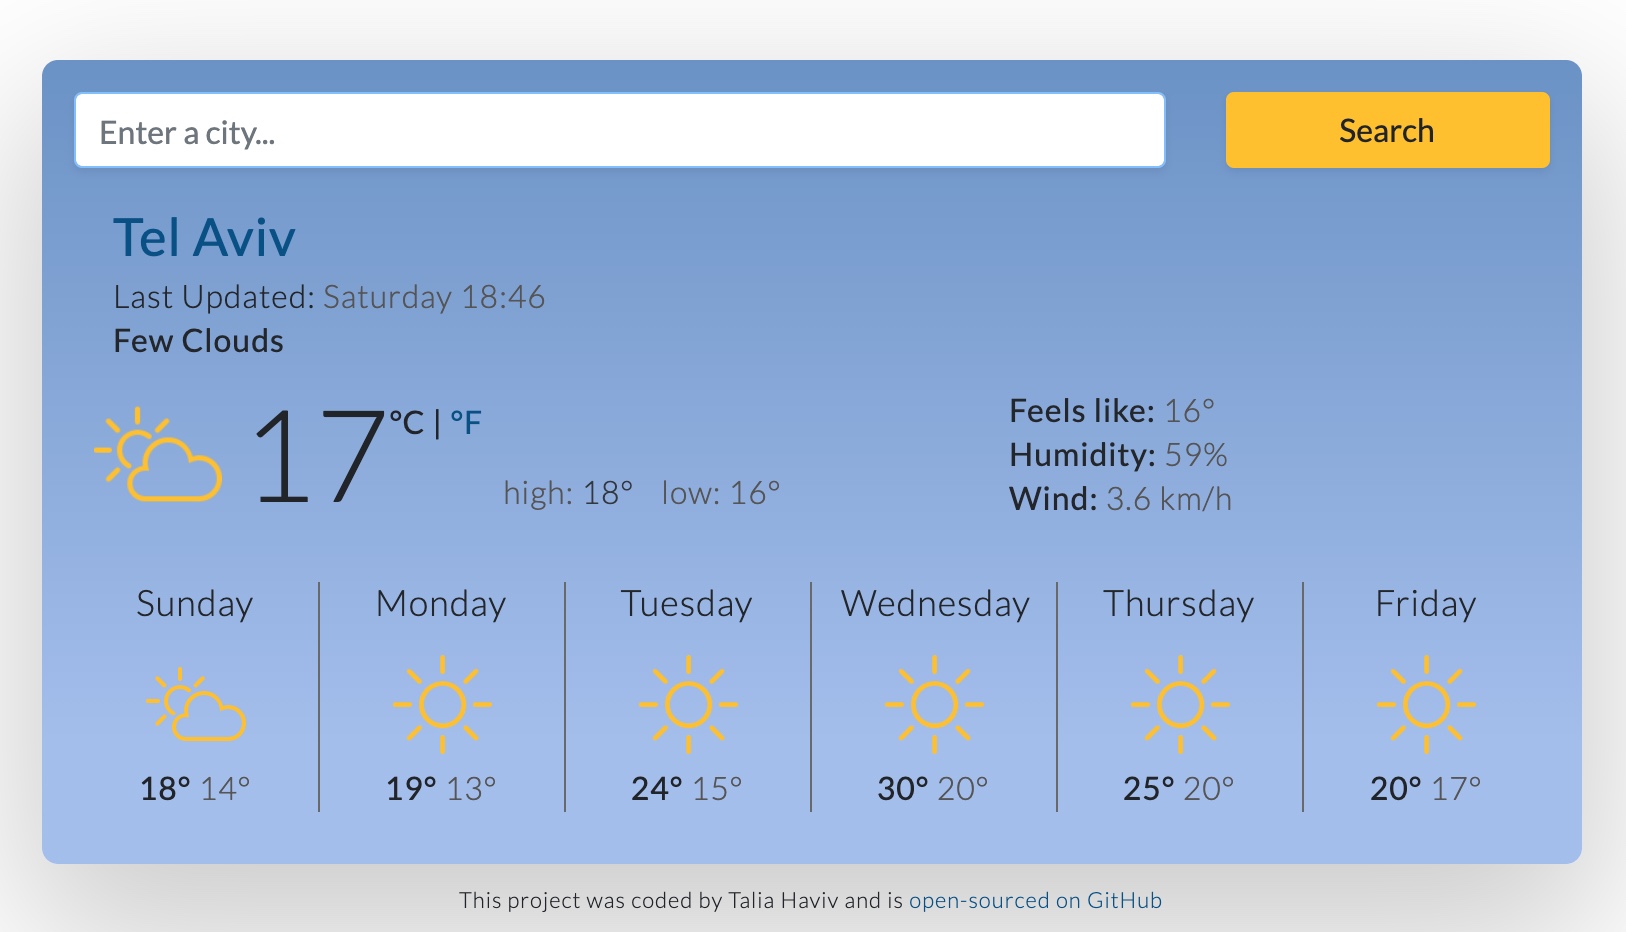 Enter a city...
Search
Tel Aviv
Last Updated: Saturday 18:46
Few Clouds
17 °C | °F
high: 18° low: 16°
Feels like: 16°
Humidity: 59%
Wind: 3.6 km/h
Sunday Monday Tuesday Wednesday Thursday Friday
18° 14° 19° 13° 24° 15° 30° 20° 25° 20° 20° 17°
This project was coded by Talia Haviv and is open-sourced on GitHub